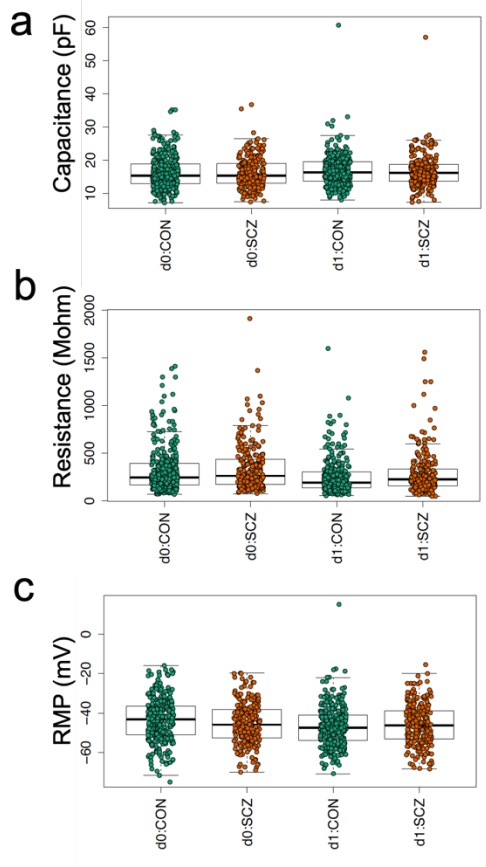 a
Capacitance (pF)
60
50
40
30
20
10
d0:CON
d0:SCZ
d1:CON
d1:SCZ
b
Resistance (Mohm)
2000
1500
1000
500
0
d0:CON
d0:SCZ
d1:CON
d1:SCZ
c
RMP (mV)
0
−20
−40
−60
d0:CON
d0:SCZ
d1:CON
d1:SCZ